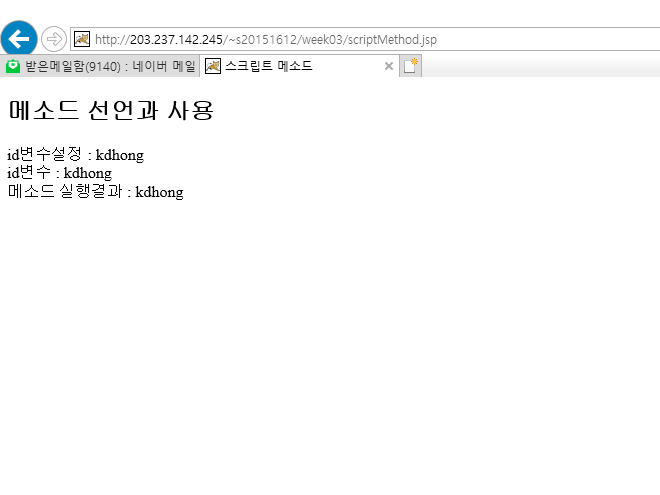 http://203.237.142.245/~s20151612/week03/scriptMethod.jsp
받은메일함(9140) : 네이버 메일
스크립트 메소드
메소드 선언과 사용
id변수설정 : kdhong
id변수 : kdhong
메소드 실행결과 : kdhong